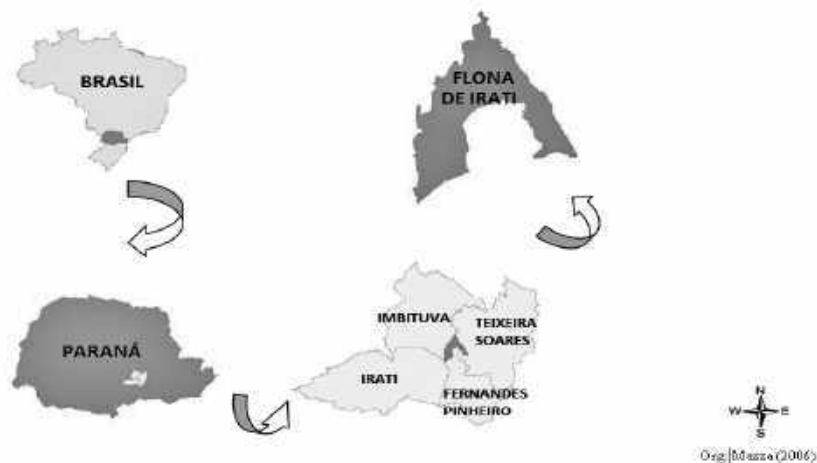 BRASIL
FLONA
DE IRATI
IMBITUVA
TEIXEIRA
SOARES
PARANÁ
IRATI
FERNANDES
PINHEIRO
N
W E
S
Org|Mazza (2006)